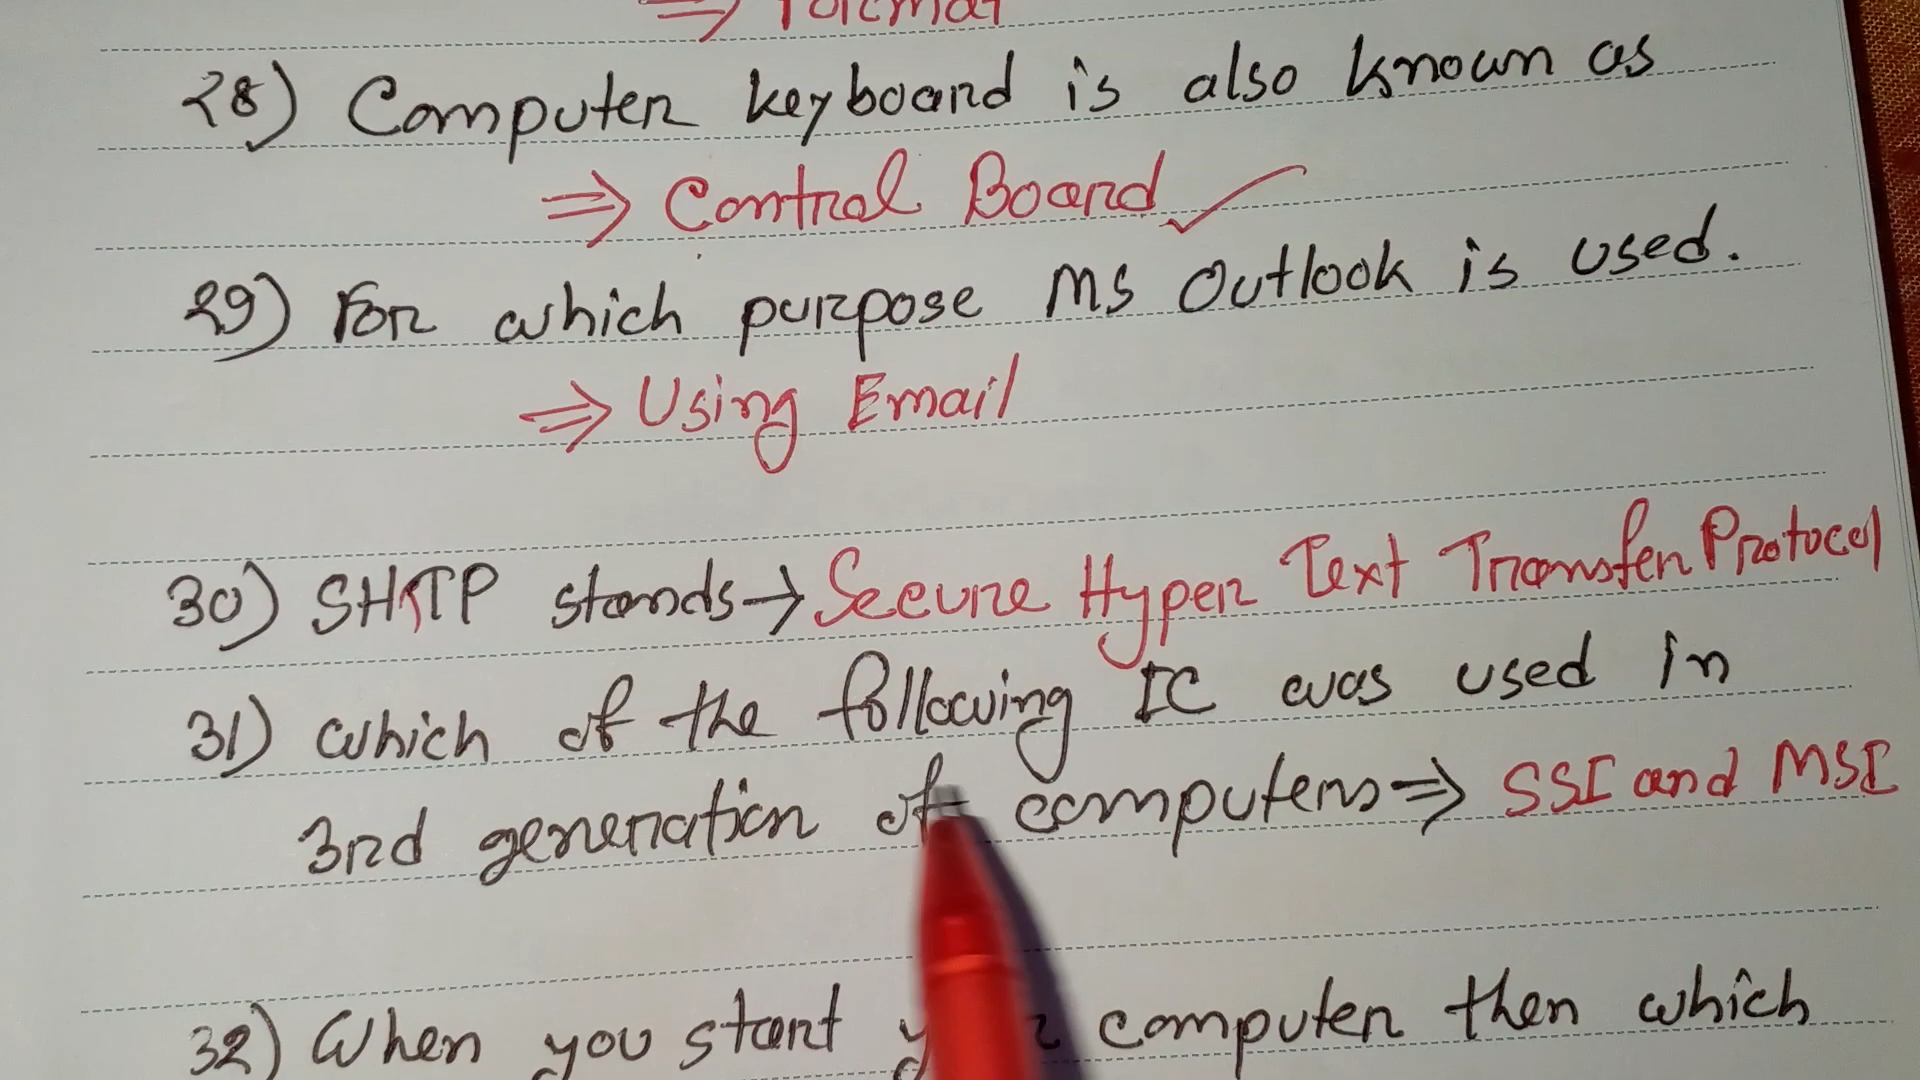 ⇒ Format
28) Computer keyboard is also known as
⇒ Control Board ✓
29) For which purpose MS Outlook is used.
⇒ Using Email
30) SHTTP stands → Secure Hyper Text Transfer Protocol
31) which of the following IC was used in
3rd generation of computers ⇒ SSI and MSI
32) When you start computer then which